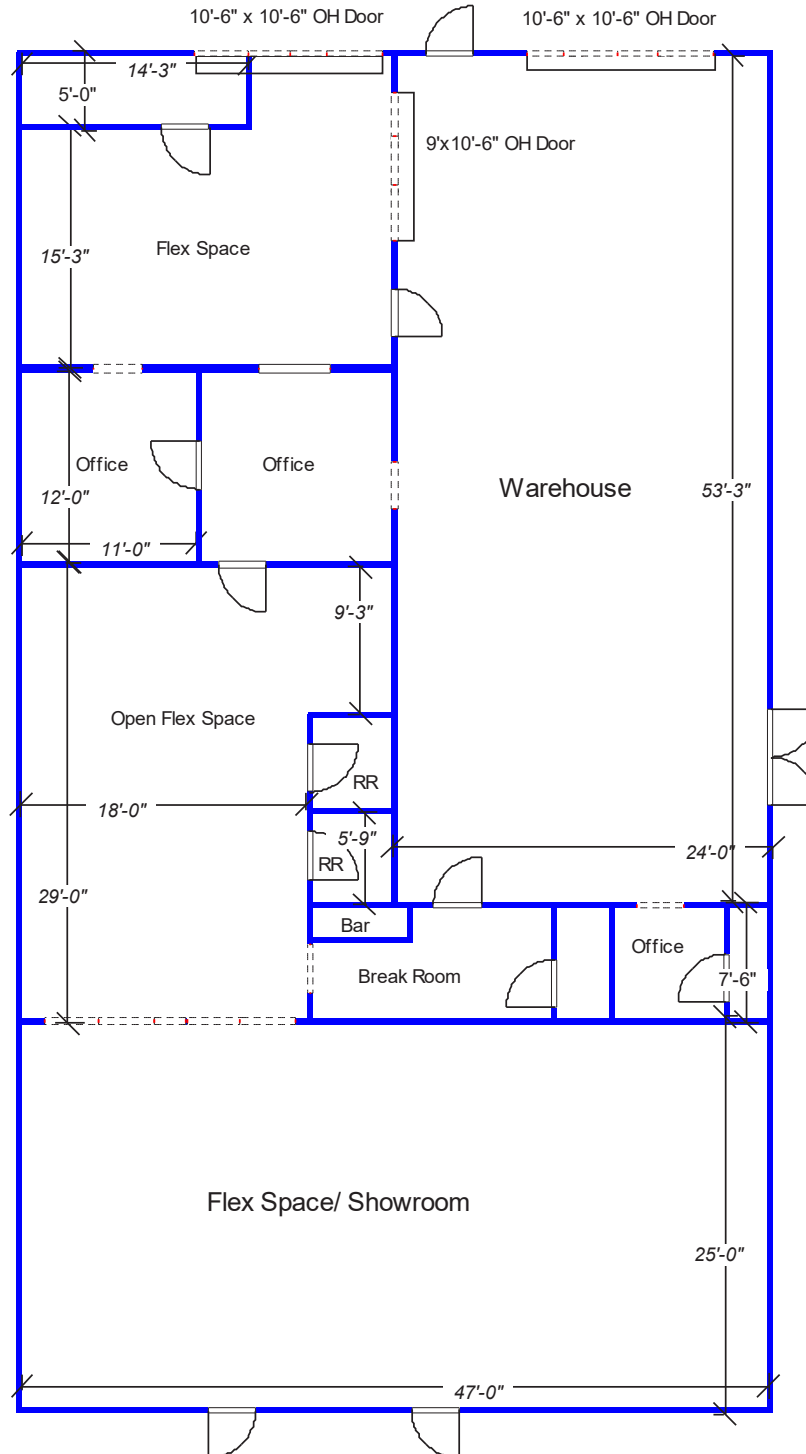 10'-6" x 10'-6" OH Door
10'-6" x 10'-6" OH Door
14'-3"
5'-0"
9'x10'-6" OH Door
Flex Space
15'-3"
Office
Office
Warehouse
53'-3"
12'-0"
11'-0"
9'-3"
Open Flex Space
RR
18'-0"
5'-9"
24'-0"
RR
29'-0"
Bar
Office
Break Room
7'-6"
Flex Space/ Showroom
25'-0"
47'-0"